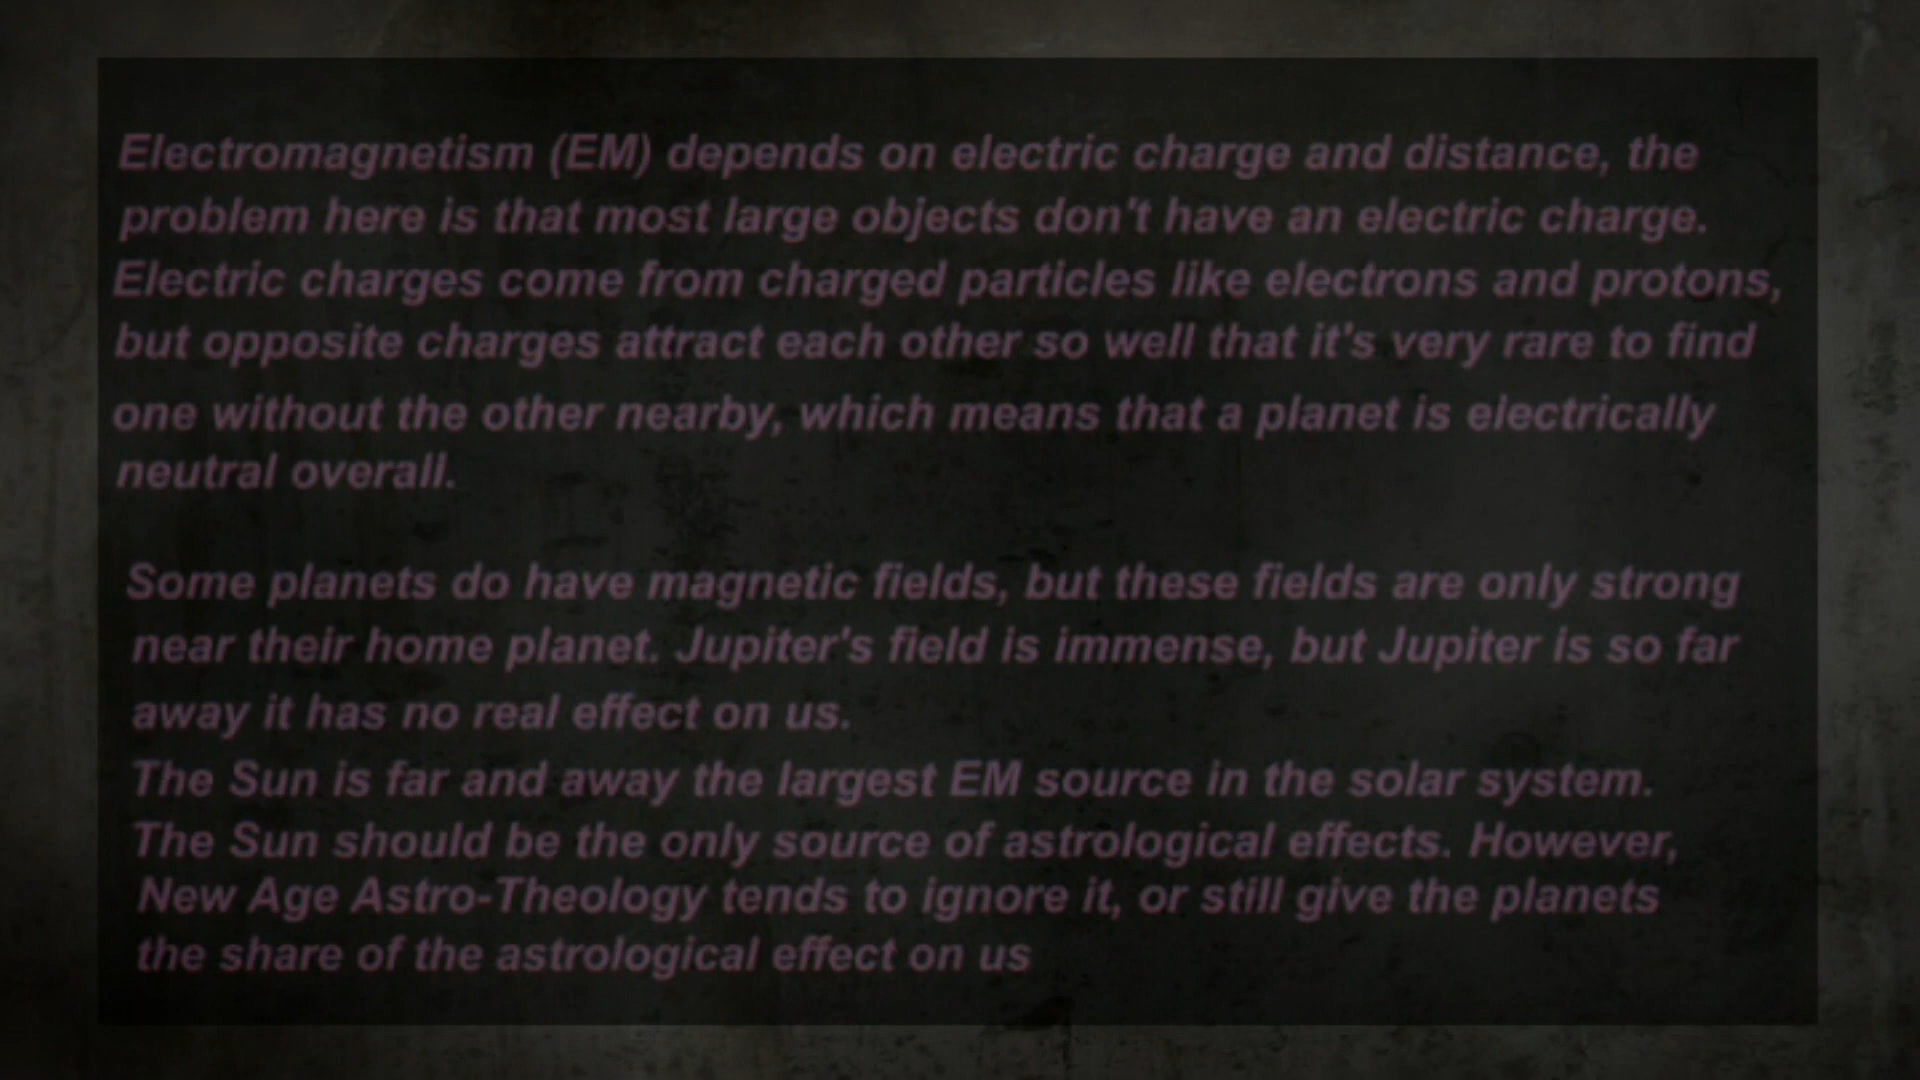 Electromagnetism (EM) depends on electric charge and distance, the
problem here is that most large objects don't have an electric charge.
Electric charges come from charged particles like electrons and protons,
but opposite charges attract each other so well that it's very rare to find
one without the other nearby, which means that a planet is electrically
neutral overall.
Some planets do have magnetic fields, but these fields are only strong
near their home planet. Jupiter's field is immense, but Jupiter is so far
away it has no real effect on us.
The Sun is far and away the largest EM source in the solar system.
The Sun should be the only source of astrological effects. However,
New Age Astro-Theology tends to ignore it, or still give the planets
the share of the astrological effect on us